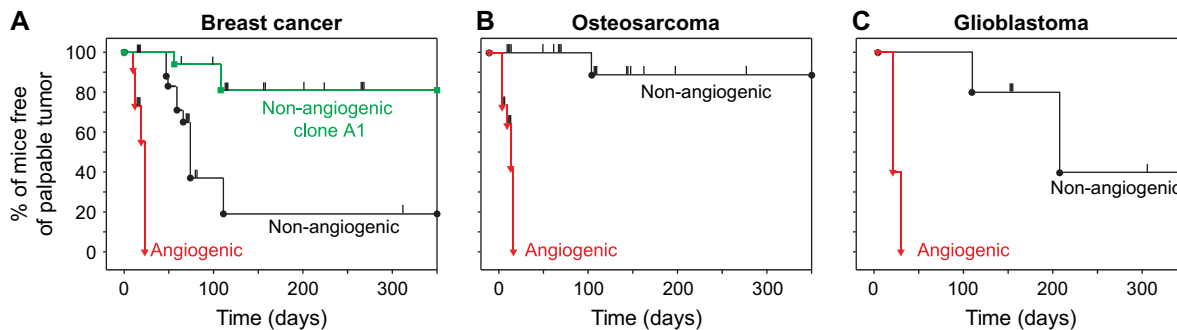 A Breast cancer
% of mice free
of palpable tumor
100
80
60
40
20
0
Non-angiogenic
clone A1
Non-angiogenic
Angiogenic
0 100 200 300
Time (days)
B Osteosarcoma
Non-angiogenic
Angiogenic
0 100 200 300
Time (days)
C Glioblastoma
Non-angiogenic
Angiogenic
0 100 200 300
Time (days)